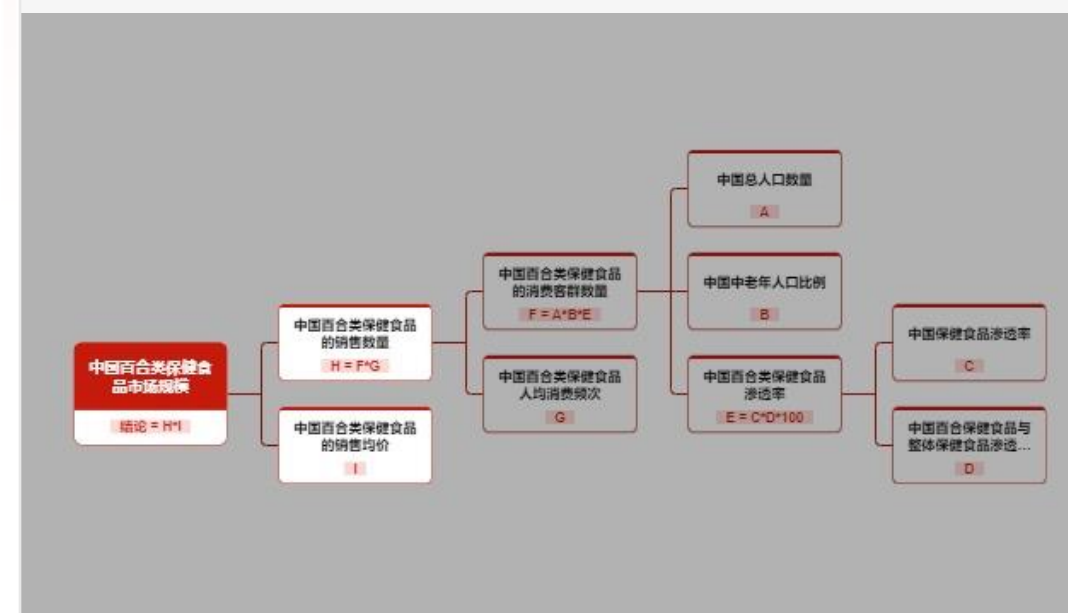 中国百合类保健食
品市场规模
结论 = H*I
中国百合类保健食品
的销售数量
H = F*G
中国百合类保健食品
的销售均价
I
中国百合类保健食品
的消费客群数量
F = A*B*E
中国百合类保健食品
人均消费频次
G
中国总人口数量
A
中国中老年人口比例
B
中国百合类保健食品
渗透率
E = C*D*100
中国保健食品渗透率
C
中国百合保健食品与
整体保健食品渗透...
D